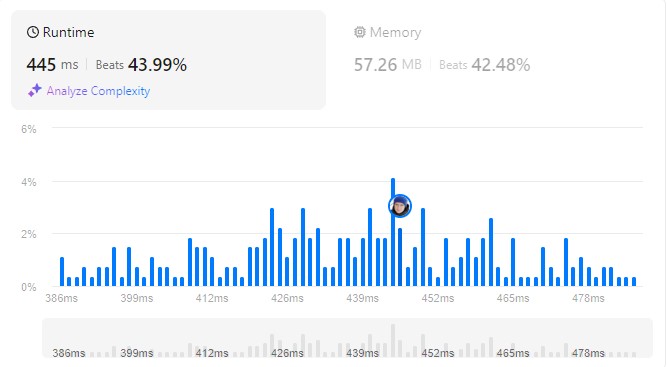 Runtime
Memory
445 ms | Beats 43.99%
57.26 MB | Beats 42.48%
Analyze Complexity
6%
4%
2%
0%
386ms 399ms 412ms 426ms 439ms 452ms 465ms 478ms
386ms 399ms 412ms 426ms 439ms 452ms 465ms 478ms